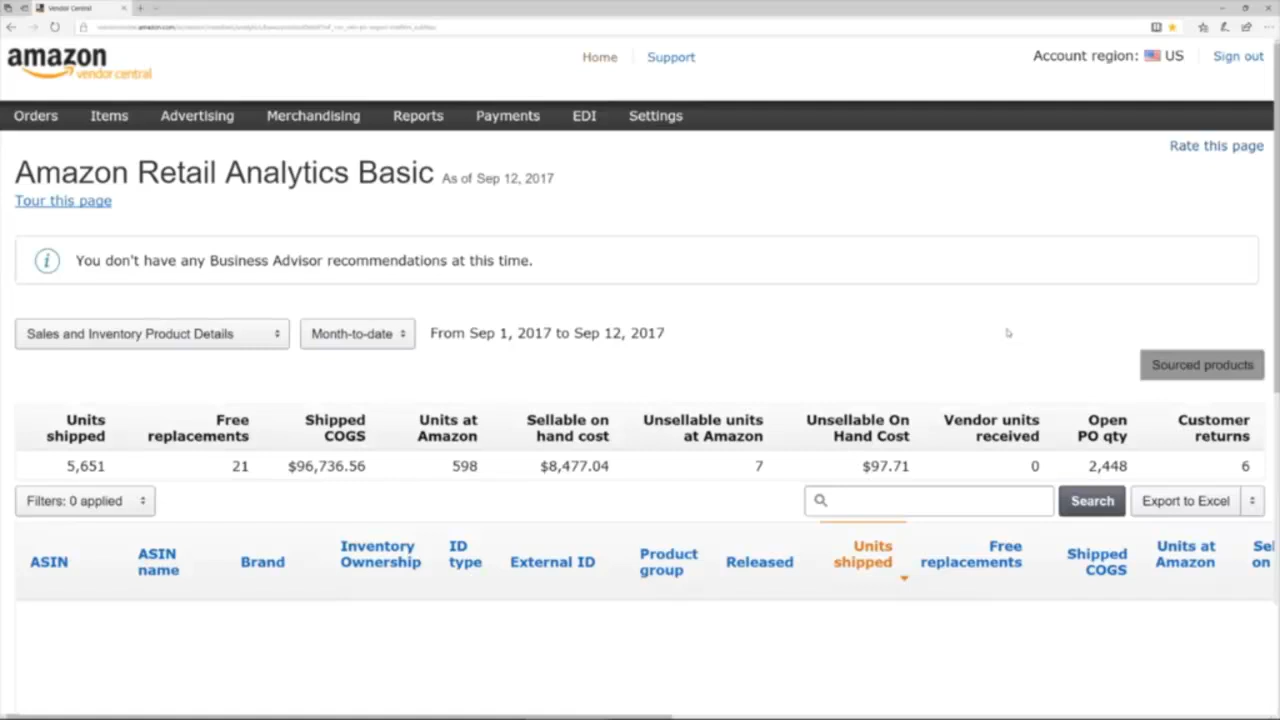 Vendor Central
amazon
vendor central
Home
Support
Account region: US
Sign out
Orders Items Advertising Merchandising Reports Payments EDI Settings
Rate this page
Amazon Retail Analytics Basic As of Sep 12, 2017
Tour this page
i You don't have any Business Advisor recommendations at this time.
Sales and Inventory Product Details Month-to-date From Sep 1, 2017 to Sep 12, 2017
Sourced products
Units shipped Free replacements Shipped COGS Units at Amazon Sellable on hand cost Unsellable units at Amazon Unsellable On Hand Cost Vendor units received Open PO qty Customer returns
5,651 21 $96,736.56 598 $8,477.04 7 $97.71 0 2,448 6
Filters: 0 applied Search Export to Excel
ASIN ASIN name Brand Inventory Ownership ID type External ID Product group Released Units shipped Free replacements Shipped COGS Units at Amazon Sel on